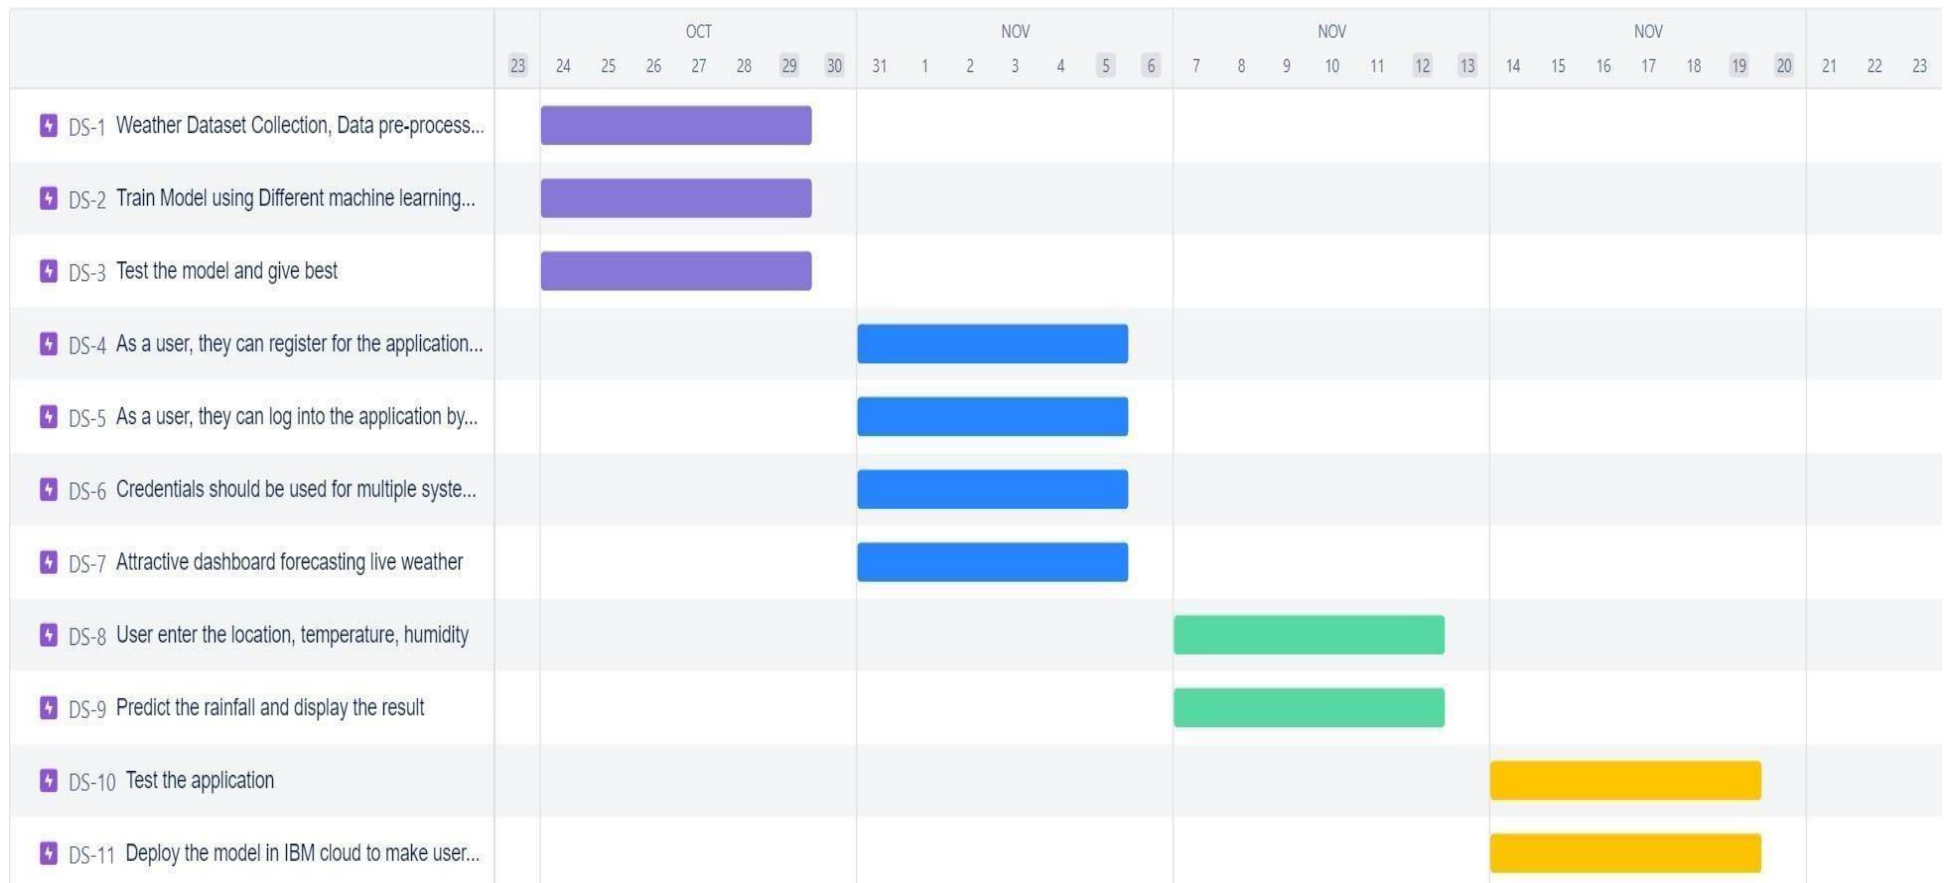 OCT NOV NOV NOV
23 24 25 26 27 28 29 30 31 1 2 3 4 5 6 7 8 9 10 11 12 13 14 15 16 17 18 19 20 21 22 23
DS-1 Weather Dataset Collection, Data pre-process...
DS-2 Train Model using Different machine learning...
DS-3 Test the model and give best
DS-4 As a user, they can register for the application...
DS-5 As a user, they can log into the application by...
DS-6 Credentials should be used for multiple syste...
DS-7 Attractive dashboard forecasting live weather
DS-8 User enter the location, temperature, humidity
DS-9 Predict the rainfall and display the result
DS-10 Test the application
DS-11 Deploy the model in IBM cloud to make user...